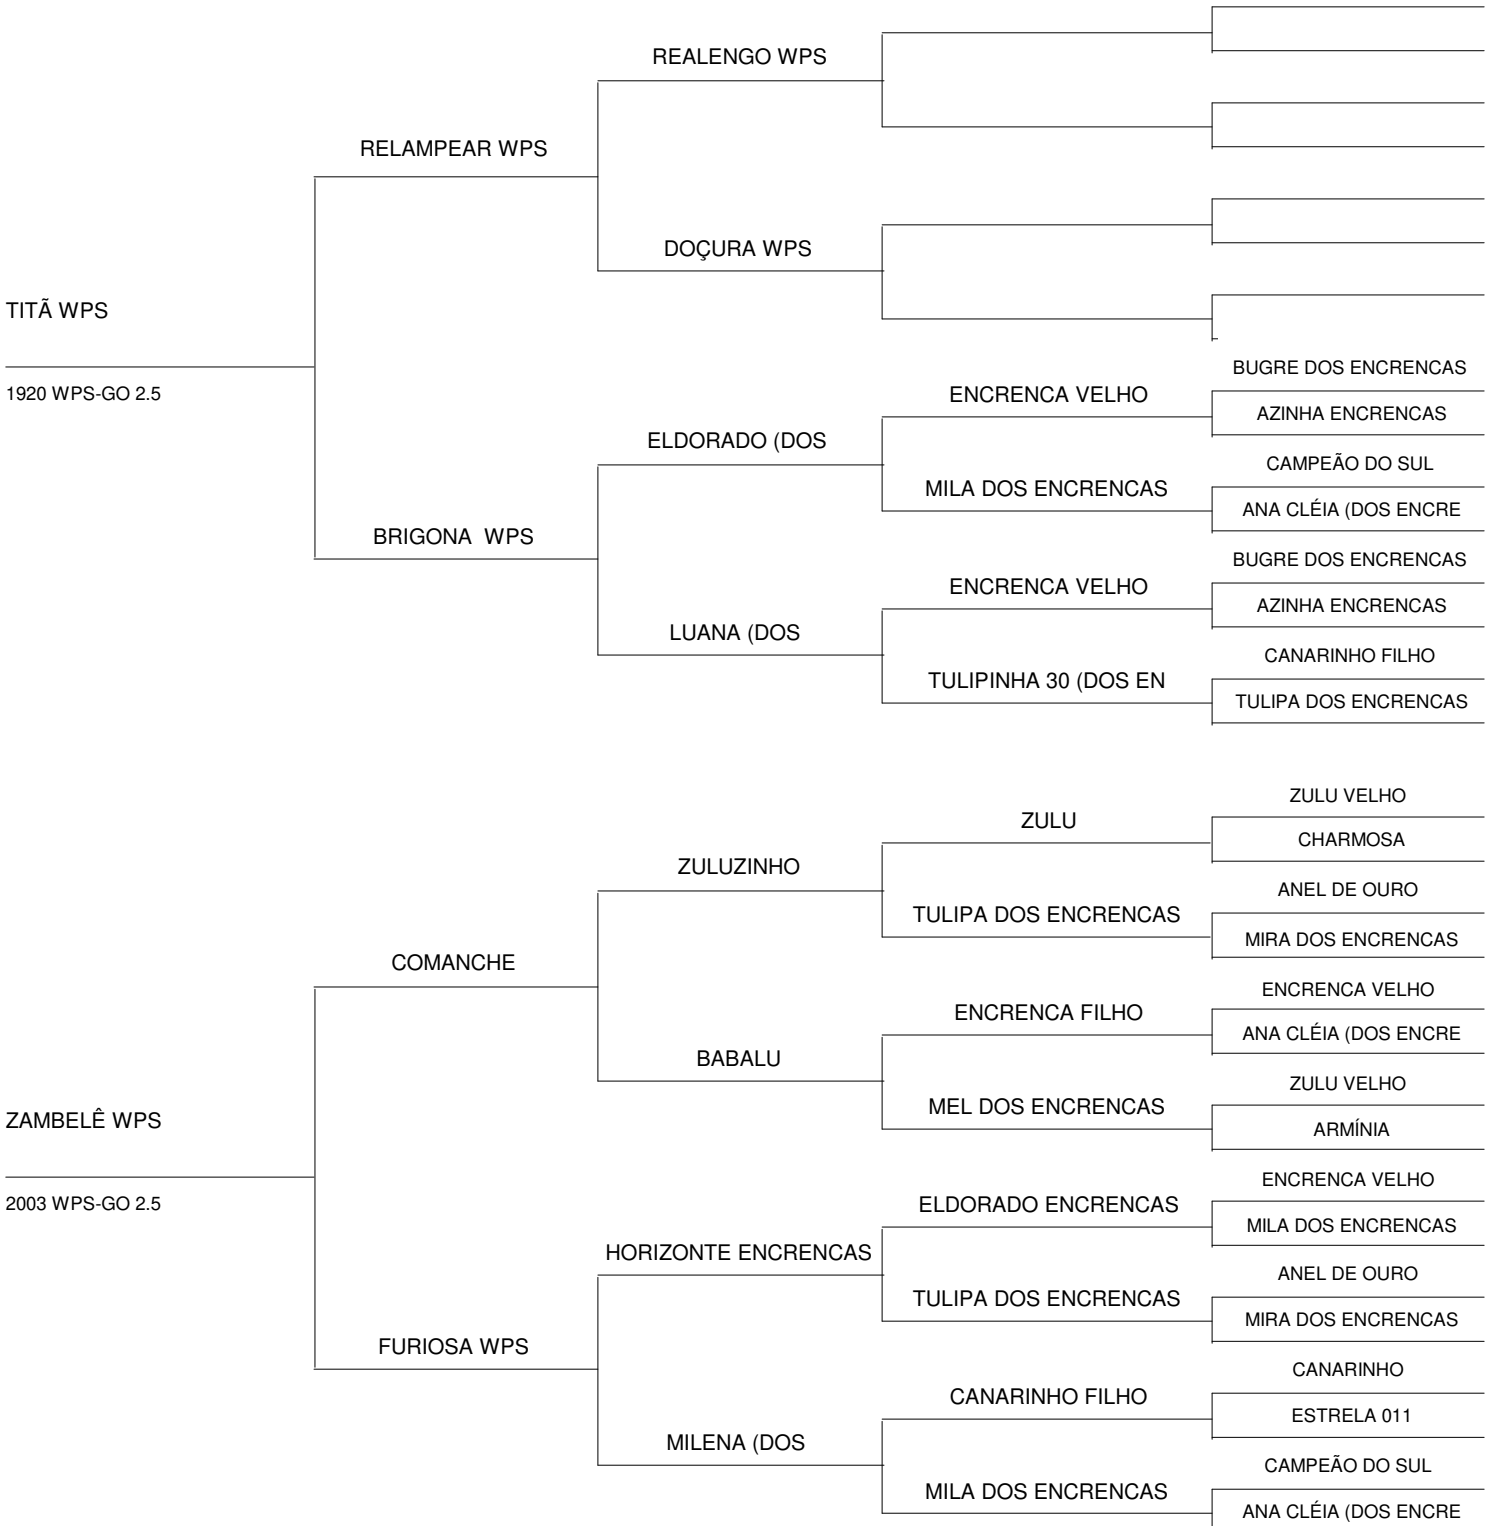 REALENGO WPS
RELAMPEAR WPS
DOÇURA WPS
TITÃ WPS
1920 WPS-GO 2.5
BUGRE DOS ENCRENCAS
ENCRENCA VELHO
AZINHA ENCRENCAS
ELDORADO (DOS
CAMPEÃO DO SUL
MILA DOS ENCRENCAS
ANA CLÉIA (DOS ENCRE
BRIGONA  WPS
BUGRE DOS ENCRENCAS
ENCRENCA VELHO
AZINHA ENCRENCAS
LUANA (DOS
CANARINHO FILHO
TULIPINHA 30 (DOS EN
TULIPA DOS ENCRENCAS
ZULU VELHO
ZULU
CHARMOSA
ZULUZINHO
ANEL DE OURO
TULIPA DOS ENCRENCAS
MIRA DOS ENCRENCAS
COMANCHE
ENCRENCA VELHO
ENCRENCA FILHO
ANA CLÉIA (DOS ENCRE
BABALU
ZULU VELHO
MEL DOS ENCRENCAS
ARMÍNIA
ZAMBELÊ WPS
2003 WPS-GO 2.5
ENCRENCA VELHO
ELDORADO ENCRENCAS
MILA DOS ENCRENCAS
HORIZONTE ENCRENCAS
ANEL DE OURO
TULIPA DOS ENCRENCAS
MIRA DOS ENCRENCAS
FURIOSA WPS
CANARINHO
CANARINHO FILHO
ESTRELA 011
MILENA (DOS
CAMPEÃO DO SUL
MILA DOS ENCRENCAS
ANA CLÉIA (DOS ENCRE